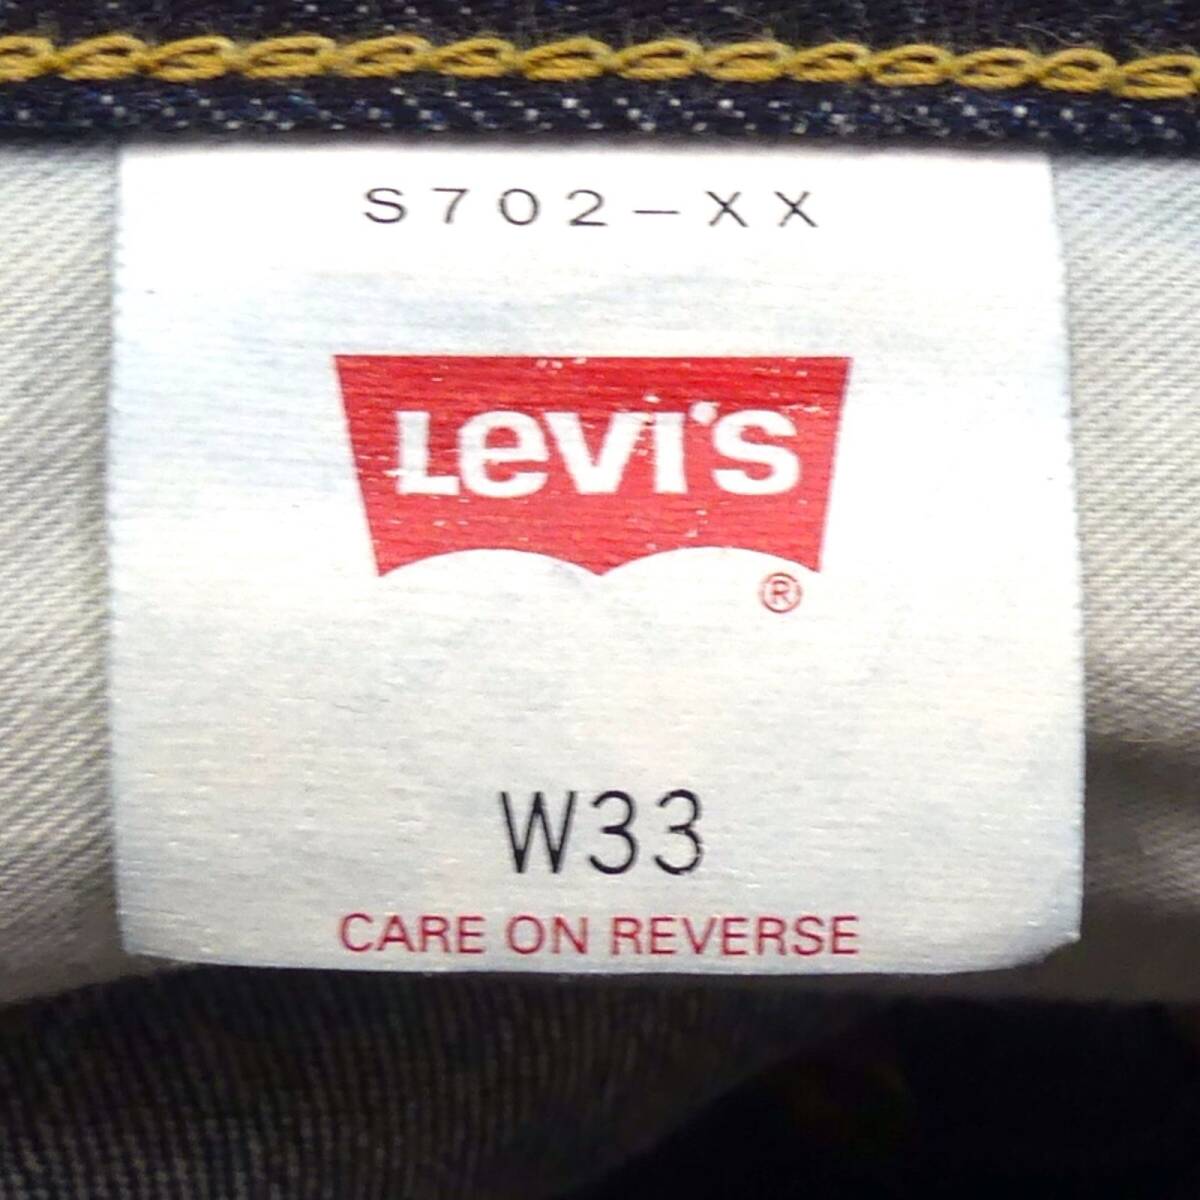 S702-XX
Levi's
®
W33
CARE ON REVERSE